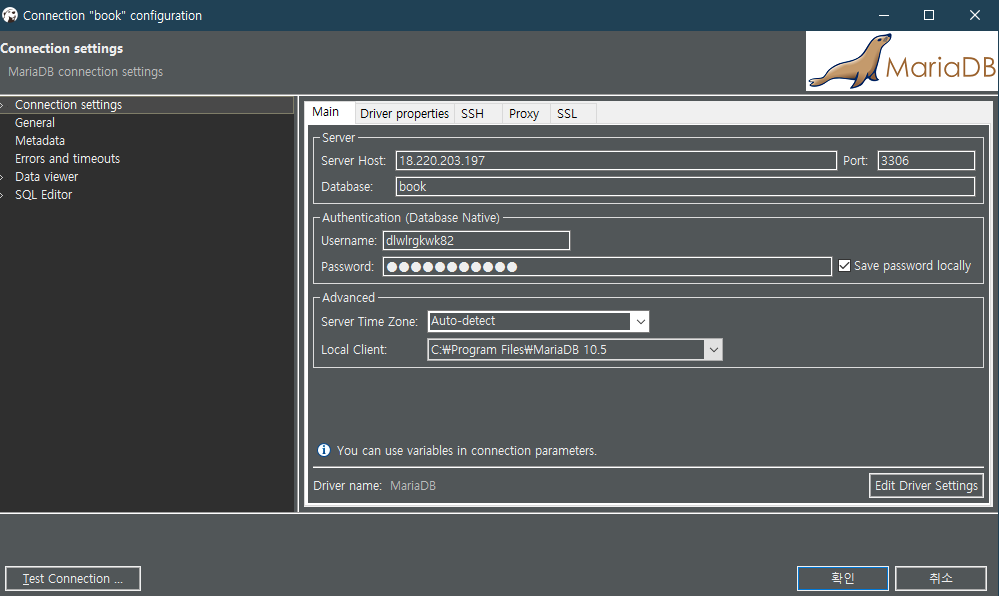 Connection "book" configuration
Connection settings
MariaDB connection settings
MariaDB
Connection settings
General
Metadata
Errors and timeouts
Data viewer
SQL Editor
Main Driver properties SSH Proxy SSL
Server
Server Host: 18.220.203.197 Port: 3306
Database: book
Authentication (Database Native)
Username: dlwlrgkwk82
Password: ●●●●●●●●●●●● Save password locally
Advanced
Server Time Zone: Auto-detect
Local Client: C:₩Program Files₩MariaDB 10.5
You can use variables in connection parameters.
Driver name: MariaDB Edit Driver Settings
Test Connection ... 확인 취소